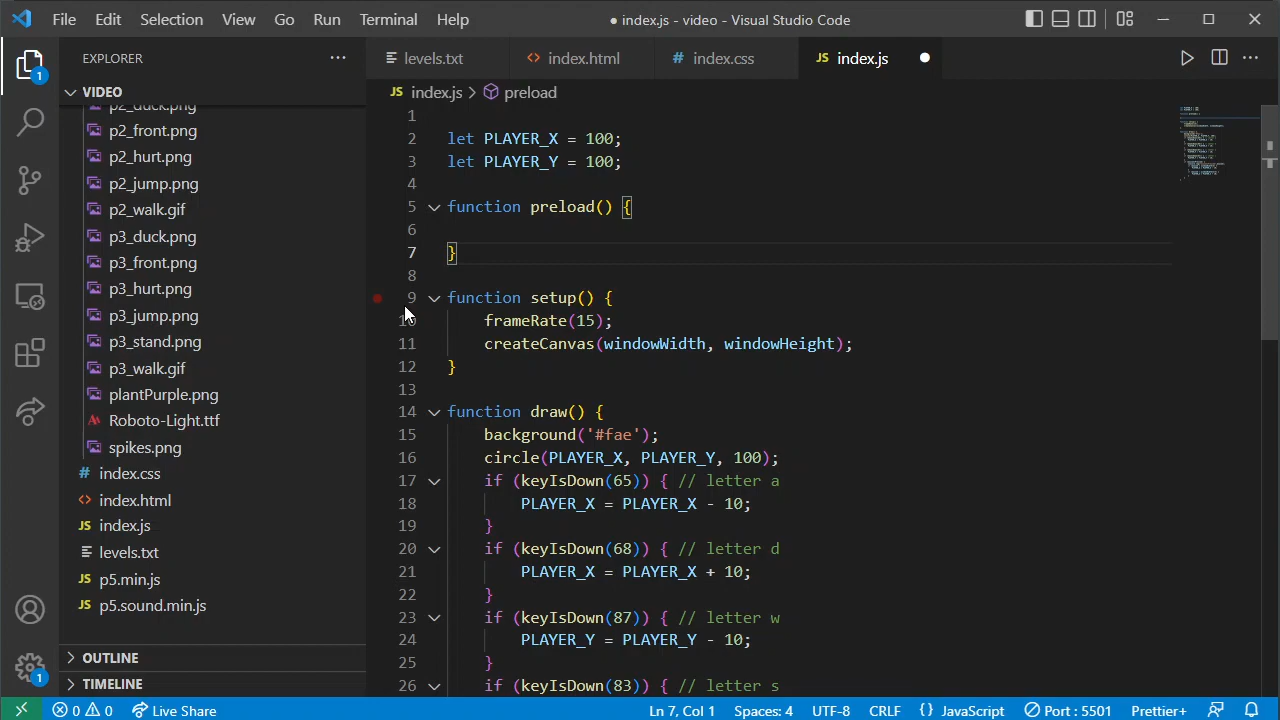 File Edit Selection View Go Run Terminal Help ● index.js - video - Visual Studio Code
EXPLORER ···
levels.txt <> index.html # index.css JS index.js ●
1
VIDEO
JS index.js > preload
p2_duck.png
p2_front.png
p2_hurt.png
p2_jump.png
p2_walk.gif
p3_duck.png
p3_front.png
p3_hurt.png
p3_jump.png
p3_stand.png
p3_walk.gif
plantPurple.png
Roboto-Light.ttf
spikes.png
# index.css
<> index.html
JS index.js
levels.txt
JS p5.min.js
JS p5.sound.min.js
OUTLINE
TIMELINE
1
1
2 let PLAYER_X = 100;
3 let PLAYER_Y = 100;
4
5 function preload() {
6
7 }
8
9 function setup() {
10 frameRate(15);
11 createCanvas(windowWidth, windowHeight);
12 }
13
14 function draw() {
15 background('#fae');
16 circle(PLAYER_X, PLAYER_Y, 100);
17 if (keyIsDown(65)) { // letter a
18 PLAYER_X = PLAYER_X - 10;
19 }
20 if (keyIsDown(68)) { // letter d
21 PLAYER_X = PLAYER_X + 10;
22 }
23 if (keyIsDown(87)) { // letter w
24 PLAYER_Y = PLAYER_Y - 10;
25 }
26 if (keyIsDown(83)) { // letter s
0 0 Live Share Ln 7, Col 1 Spaces: 4 UTF-8 CRLF {} JavaScript Port : 5501 Prettier+